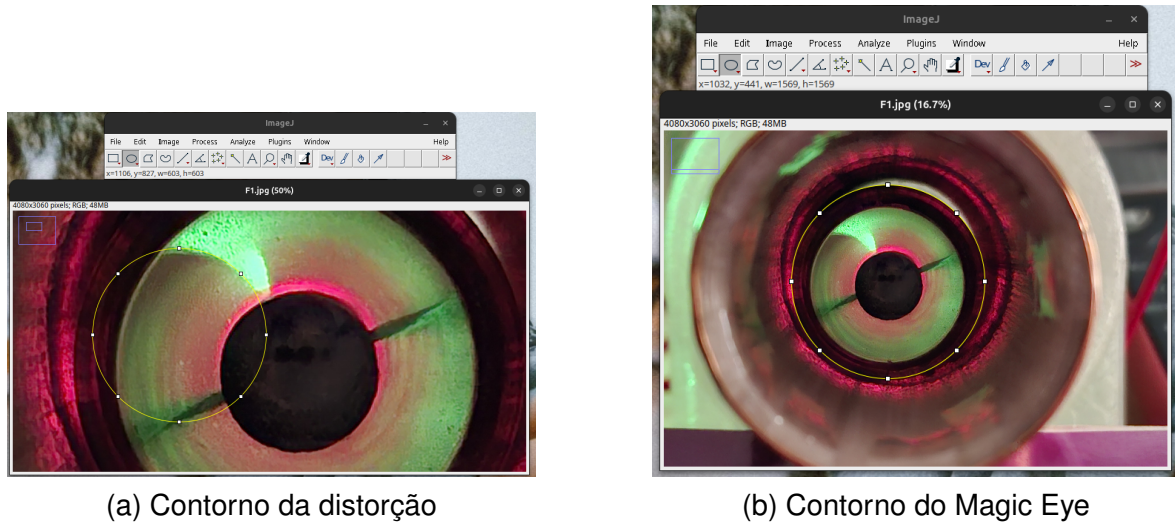 ImageJ
File Edit Image Process Analyze Plugins Window Help
Dev
x=1106, y=827, w=603, h=603
F1.jpg (50%)
4080x3060 pixels; RGB; 48MB
(a) Contorno da distorção
ImageJ
File Edit Image Process Analyze Plugins Window Help
Dev
x=1032, y=441, w=1569, h=1569
F1.jpg (16.7%)
4080x3060 pixels; RGB; 48MB
(b) Contorno do Magic Eye